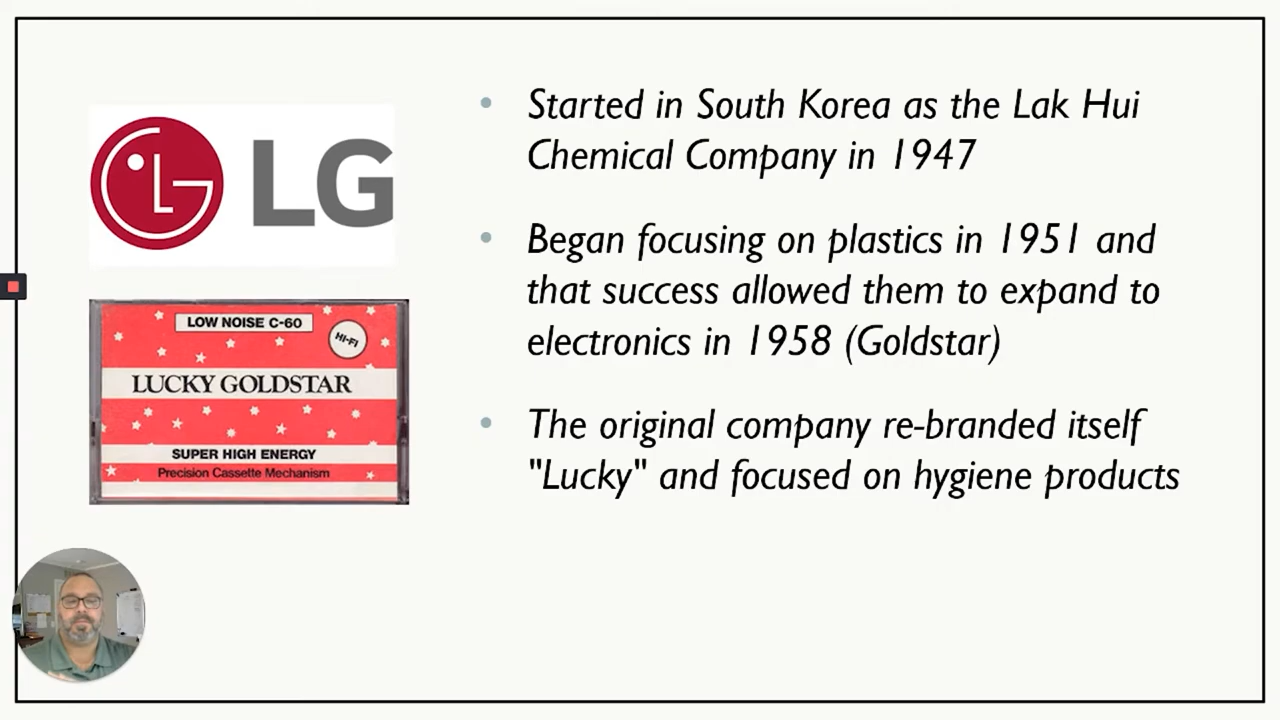 LG
LG
LOW NOISE C-60
HI-FI
LUCKY GOLDSTAR
SUPER HIGH ENERGY
Precision Cassette Mechanism
• Started in South Korea as the Lak Hui
Chemical Company in 1947
• Began focusing on plastics in 1951 and
that success allowed them to expand to
electronics in 1958 (Goldstar)
• The original company re-branded itself
"Lucky" and focused on hygiene products